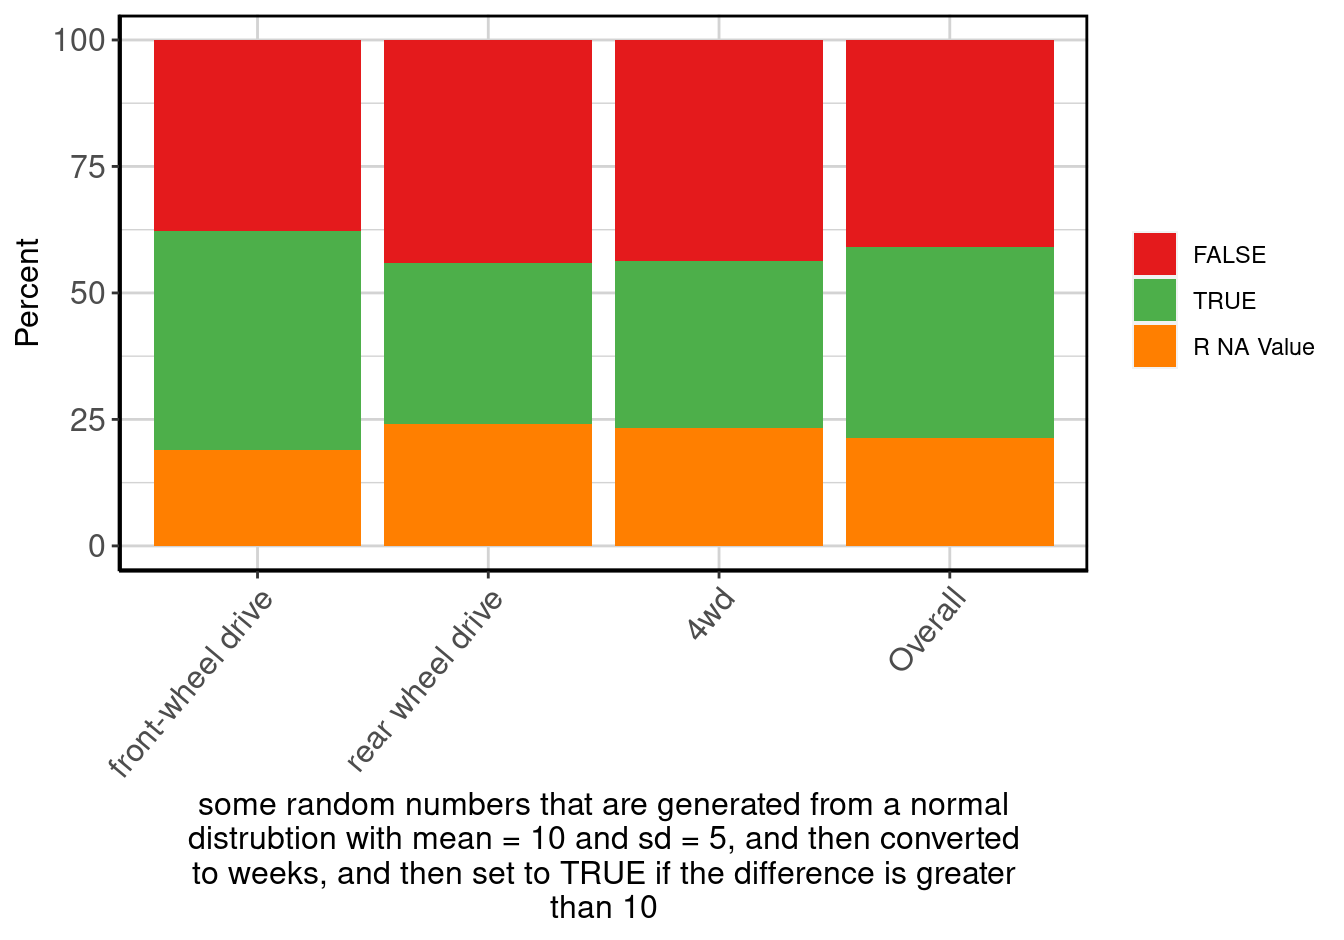 100
75
50
25
0
Percent
front-wheel drive
rear wheel drive
4wd
Overall
some random numbers that are generated from a normal
distrubtion with mean = 10 and sd = 5, and then converted
to weeks, and then set to TRUE if the difference is greater
than 10
FALSE
TRUE
R NA Value